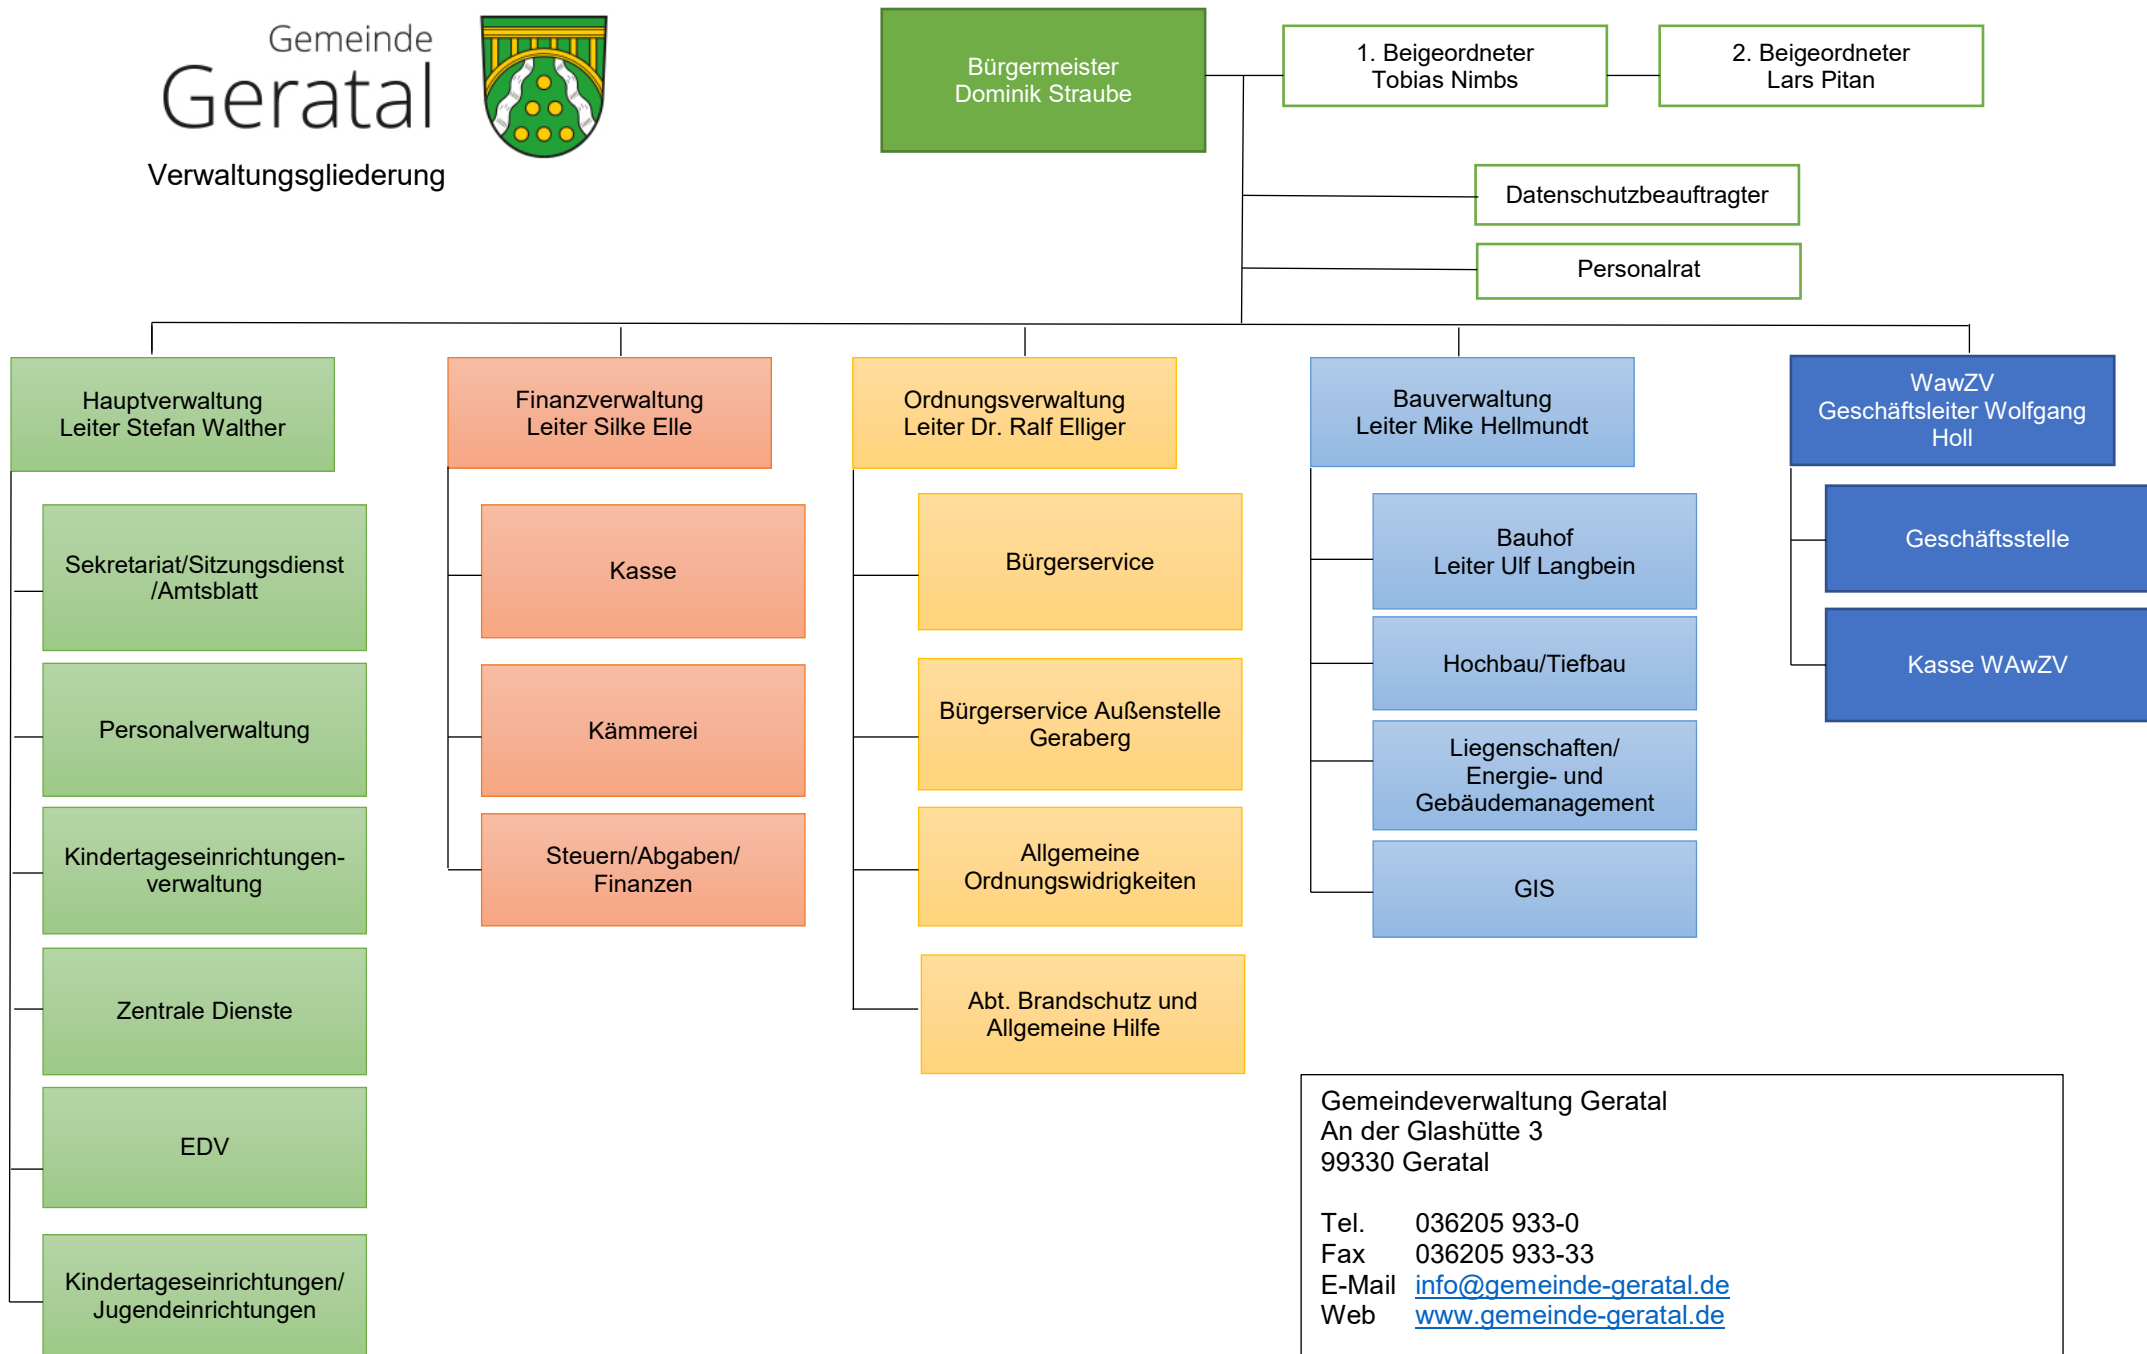 Gemeinde
Geratal
Verwaltungsgliederung
Bürgermeister
Dominik Straube
1. Beigeordneter
Tobias Nimbs
2. Beigeordneter
Lars Pitan
Datenschutzbeauftragter
Personalrat
Hauptverwaltung
Leiter Stefan Walther
Sekretariat/Sitzungsdienst
/Amtsblatt
Personalverwaltung
Kindertageseinrichtungen-
verwaltung
Zentrale Dienste
EDV
Kindertageseinrichtungen/
Jugendeinrichtungen
Finanzverwaltung
Leiter Silke Elle
Kasse
Kämmerei
Steuern/Abgaben/
Finanzen
Ordnungsverwaltung
Leiter Dr. Ralf Elliger
Bürgerservice
Bürgerservice Außenstelle
Geraberg
Allgemeine
Ordnungswidrigkeiten
Abt. Brandschutz und
Allgemeine Hilfe
Bauverwaltung
Leiter Mike Hellmundt
Bauhof
Leiter Ulf Langbein
Hochbau/Tiefbau
Liegenschaften/
Energie- und
Gebäudemanagement
GIS
WawZV
Geschäftsleiter Wolfgang
Holl
Geschäftsstelle
Kasse WAwZV
Gemeindeverwaltung Geratal
An der Glashütte 3
99330 Geratal
Tel. 036205 933-0
Fax 036205 933-33
E-Mail info@gemeinde-geratal.de
Web www.gemeinde-geratal.de